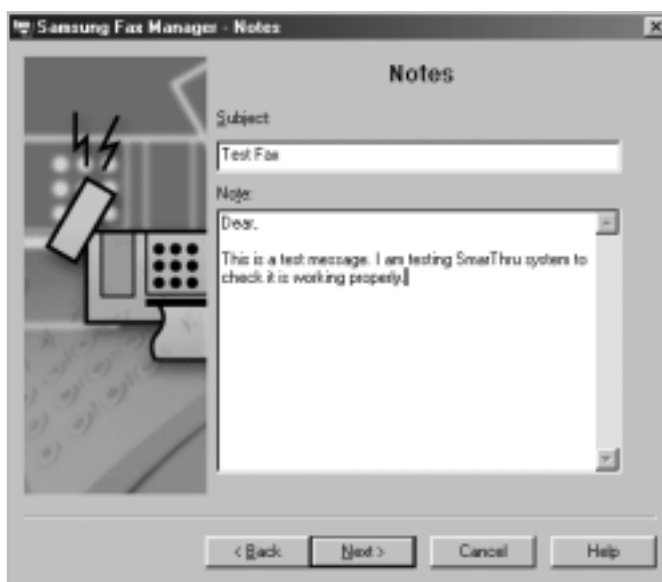 Samsung Fax Manager - Notes
Notes
Subject
Test Fax
Note:
Dear,
This is a test message. I am testing SmarThru system to
check it is working properly.
< Back
Next >
Cancel
Help